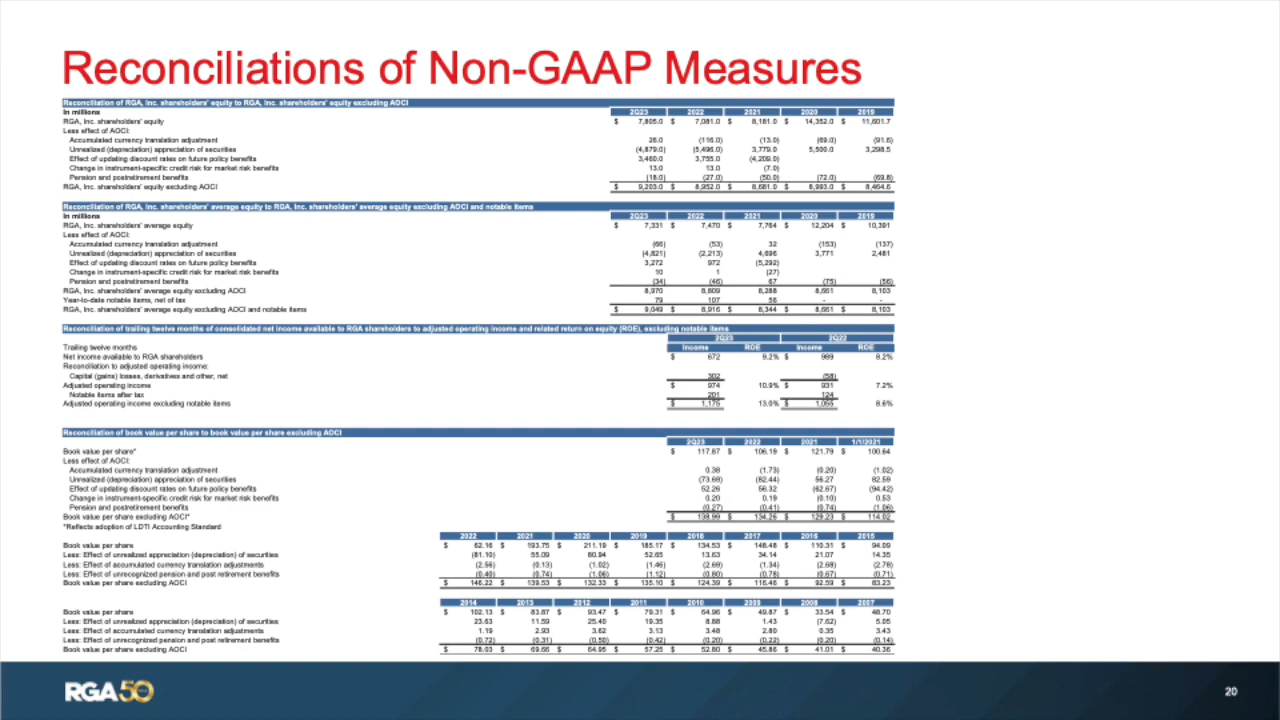 Reconciliations of Non-GAAP Measures
Reconciliation of RGA, Inc. shareholders' equity to RGA, Inc. shareholders' equity excluding AOCI
In millions 2Q23 2022 2021 2020 2019
RGA, Inc. shareholders' equity $ 7,805.0 $ 7,081.0 $ 8,181.0 $ 14,352.0 $ 11,601.7
Less effect of AOCI:
Accumulated currency translation adjustment 26.0 (116.0) (13.0) (69.0) (91.6)
Unrealized (depreciation) appreciation of securities (4,879.0) (5,496.0) 3,779.0 5,500.0 3,298.5
Effect of updating discount rates on future policy benefits 3,460.0 3,755.0 (4,209.0)
Change in instrument-specific credit risk for market risk benefits 13.0 13.0 (7.0)
Pension and postretirement benefits (18.0) (27.0) (50.0) (72.0) (69.8)
RGA, Inc. shareholders' equity excluding AOCI $ 9,203.0 $ 8,952.0 $ 8,681.0 $ 8,993.0 $ 8,464.6
Reconciliation of RGA, Inc. shareholders' average equity to RGA, Inc. shareholders' average equity excluding AOCI and notable items
In millions 2Q23 2022 2021 2020 2019
RGA, Inc. shareholders' average equity $ 7,331 $ 7,470 $ 7,764 $ 12,204 $ 10,391
Less effect of AOCI:
Accumulated currency translation adjustment (66) (53) 32 (153) (137)
Unrealized (depreciation) appreciation of securities (4,821) (2,213) 4,696 3,771 2,481
Effect of updating discount rates on future policy benefits 3,272 972 (5,292)
Change in instrument-specific credit risk for market risk benefits 10 1 (27)
Pension and postretirement benefits (34) (46) 67 (75) (56)
RGA, Inc. shareholders' average equity excluding AOCI 8,970 8,809 8,288 8,661 8,103
Year-to-date notable items, net of tax 79 107 56 - -
RGA, Inc. shareholders' average equity excluding AOCI and notable items $ 9,049 $ 8,916 $ 8,344 $ 8,661 $ 8,103
Reconciliation of trailing twelve months of consolidated net income available to RGA shareholders to adjusted operating income and related return on equity (ROE), excluding notable items
2Q23 2Q22
Trailing twelve months Income ROE Income ROE
Net income available to RGA shareholders $ 672 9.2% $ 989 8.2%
Reconciliation to adjusted operating income:
Capital (gains) losses, derivatives and other, net 302 (58)
Adjusted operating income $ 974 10.9% $ 931 7.2%
Notable items after tax 201 124
Adjusted operating income excluding notable items $ 1,175 13.0% $ 1,055 8.6%
Reconciliation of book value per share to book value per share excluding AOCI
2Q23 2022 2021 1/1/2021
Book value per share* $ 117.87 $ 106.19 $ 121.79 $ 100.64
Less effect of AOCI:
Accumulated currency translation adjustment 0.38 (1.73) (0.20) (1.02)
Unrealized (depreciation) appreciation of securities (73.69) (82.44) 56.27 82.59
Effect of updating discount rates on future policy benefits 52.26 56.32 (62.67) (94.42)
Change in instrument-specific credit risk for market risk benefits 0.20 0.19 (0.10) 0.53
Pension and postretirement benefits (0.27) (0.41) (0.74) (1.06)
Book value per share excluding AOCI* $ 138.99 $ 134.26 $ 129.23 $ 114.02
*Reflects adoption of LDTI Accounting Standard
2022 2021 2020 2019 2018 2017 2016 2015
Book value per share $ 62.16 $ 193.75 $ 211.19 $ 185.17 $ 134.53 $ 148.48 $ 110.31 $ 94.09
Less: Effect of unrealized appreciation (depreciation) of securities (81.10) 55.09 80.94 52.65 13.63 34.14 21.07 14.35
Less: Effect of accumulated currency translation adjustments (2.56) (0.13) (1.02) (1.46) (2.69) (1.34) (2.68) (2.78)
Less: Effect of unrecognized pension and post retirement benefits (0.40) (0.74) (1.06) (1.12) (0.80) (0.78) (0.67) (0.71)
Book value per share excluding AOCI $ 146.22 $ 139.53 $ 132.33 $ 135.10 $ 124.39 $ 116.46 $ 92.59 $ 83.23
2014 2013 2012 2011 2010 2009 2008 2007
Book value per share $ 102.13 $ 83.87 $ 93.47 $ 79.31 $ 64.96 $ 49.87 $ 33.54 $ 48.70
Less: Effect of unrealized appreciation (depreciation) of securities 23.63 11.59 25.40 19.35 8.88 1.43 (7.62) 5.05
Less: Effect of accumulated currency translation adjustments 1.19 2.93 3.62 3.13 3.48 2.80 0.35 3.43
Less: Effect of unrecognized pension and post retirement benefits (0.72) (0.31) (0.50) (0.42) (0.20) (0.22) (0.20) (0.14)
Book value per share excluding AOCI $ 78.03 $ 69.66 $ 64.95 $ 57.25 $ 52.80 $ 45.86 $ 41.01 $ 40.36
RGA 50
20